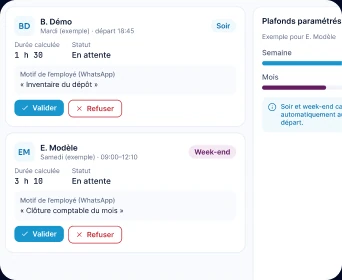 BD
B. Démo
Mardi (exemple) · départ 18:45
Soir
Durée calculée
Statut
1 h 30
En attente
Motif de l'employé (WhatsApp)
« Inventaire du dépôt »
Valider
Refuser
EM
E. Modèle
Samedi (exemple) · 09:00–12:10
Week-end
Durée calculée
Statut
3 h 10
En attente
Motif de l'employé (WhatsApp)
« Clôture comptable du mois »
Valider
Refuser
Plafonds paramétrés
Exemple pour E. Modèle
Semaine
Mois
Soir et week-end
automatiquement
départ.